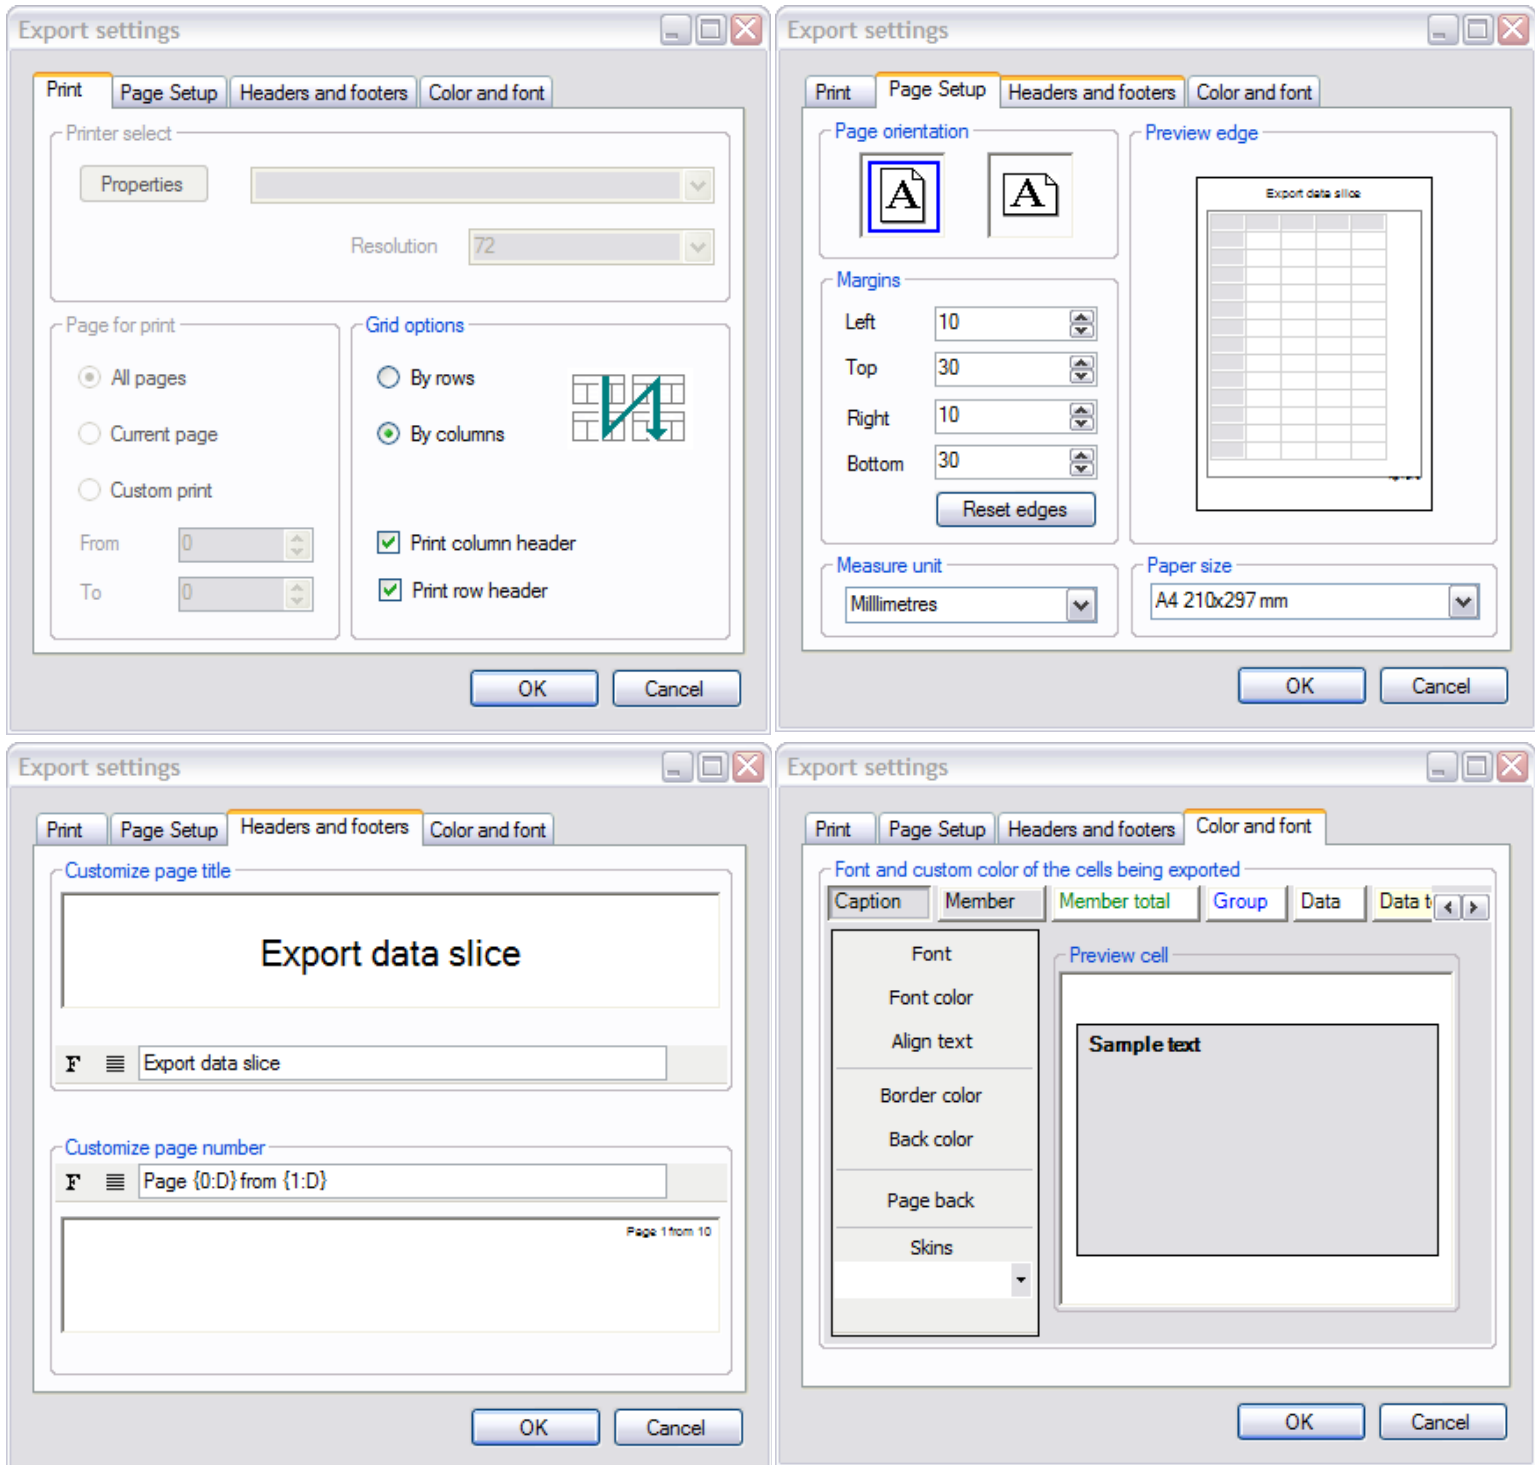 Export settings
Print Page Setup Headers and footers Color and font
Printer select
Properties
Resolution 72
Page for print
All pages
Current page
Custom print
From 0
To 0
Grid options
By rows
By columns
Print column header
Print row header
OK Cancel
Export settings
Print Page Setup Headers and footers Color and font
Page orientation
A A
Margins
Left 10
Top 30
Right 10
Bottom 30
Reset edges
Preview edge
Export data slice
Measure unit
Millimetres
Paper size
A4 210x297 mm
OK Cancel
Export settings
Print Page Setup Headers and footers Color and font
Customize page title
Export data slice
F Export data slice
Customize page number
F Page {0:D} from {1:D}
Page 1 from 10
OK Cancel
Export settings
Print Page Setup Headers and footers Color and font
Font and custom color of the cells being exported
Caption Member Member total Group Data Data t
Font
Font color
Align text
Border color
Back color
Page back
Skins
Preview cell
Sample text
OK Cancel